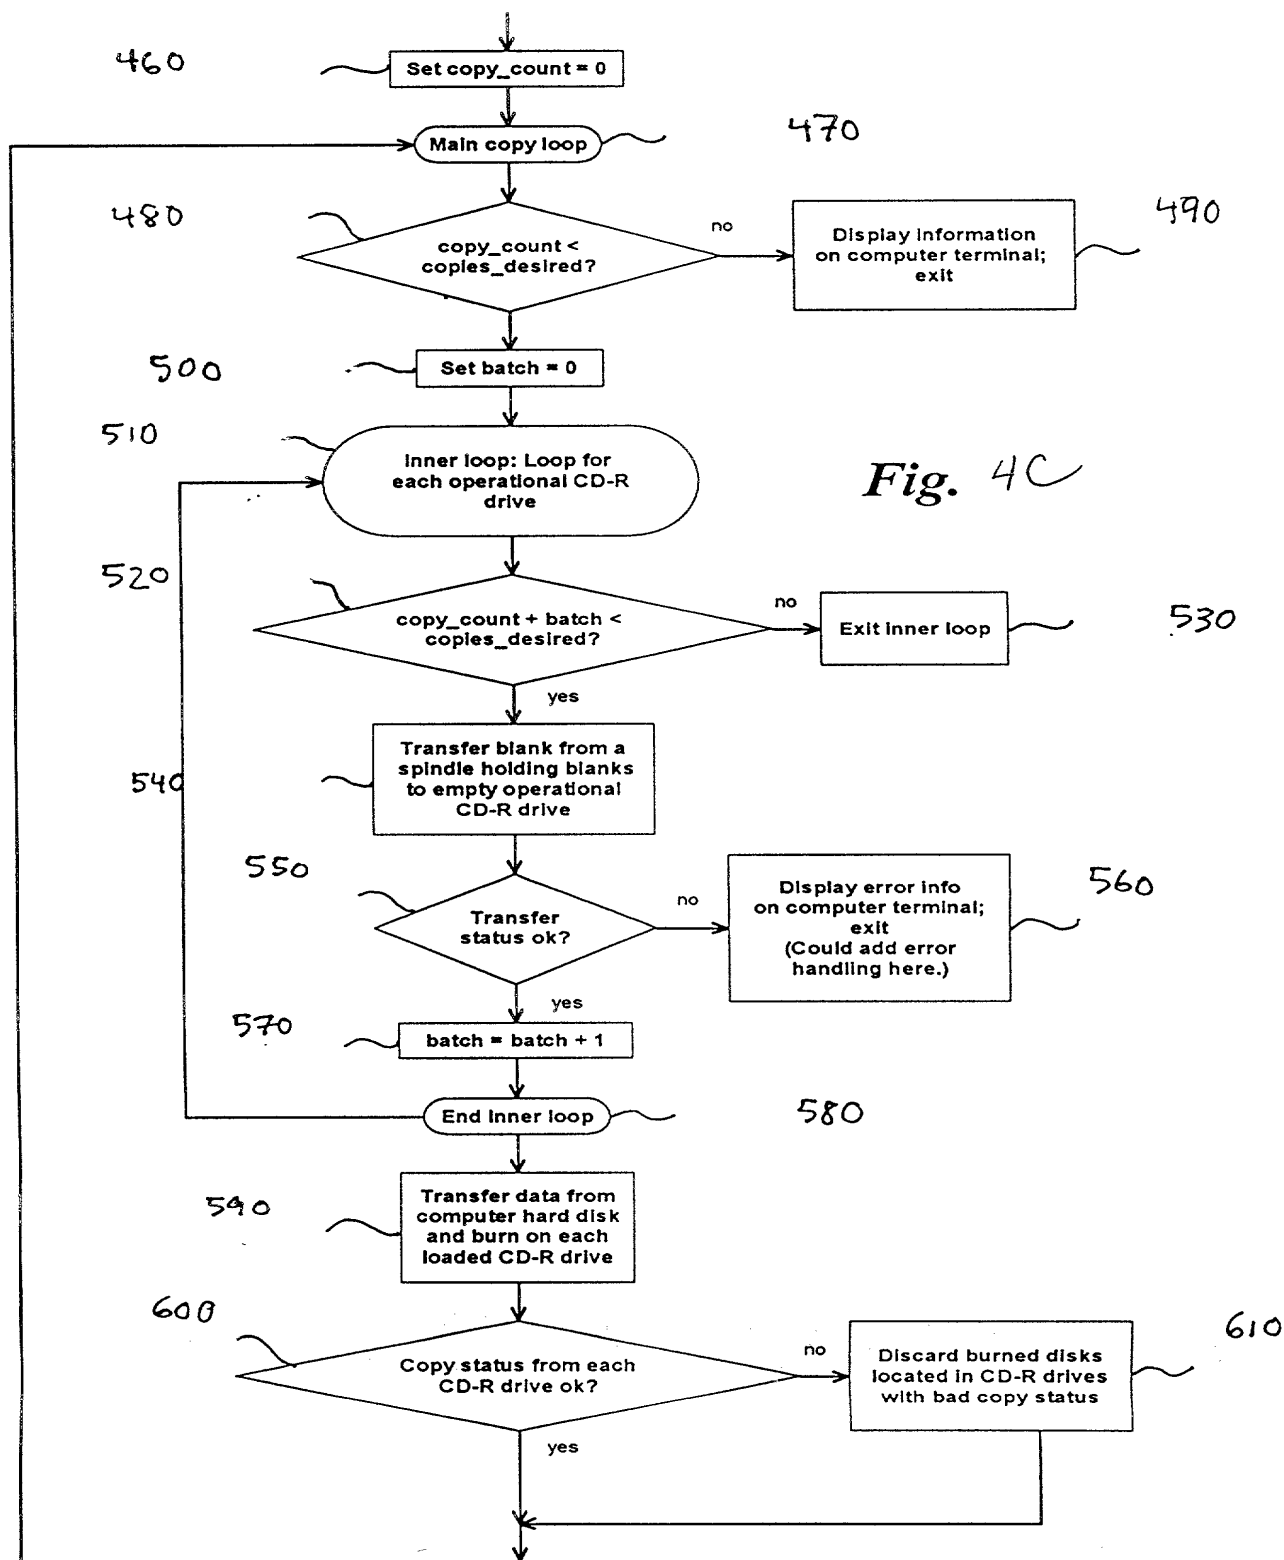 460
Set copy_count = 0
Main copy loop
470
480
copy_count <
copies_desired?
no
Display information
on computer terminal;
exit
490
500
Set batch = 0
510
Inner loop: Loop for
each operational CD-R
drive
Fig. 4C
520
copy_count + batch <
copies_desired?
no
Exit inner loop
530
yes
540
Transfer blank from a
spindle holding blanks
to empty operational
CD-R drive
550
Transfer
status ok?
no
Display error info
on computer terminal;
exit
(Could add error
handling here.)
560
yes
570
batch = batch + 1
End inner loop
580
590
Transfer data from
computer hard disk
and burn on each
loaded CD-R drive
600
Copy status from each
CD-R drive ok?
no
Discard burned disks
located in CD-R drives
with bad copy status
610
yes